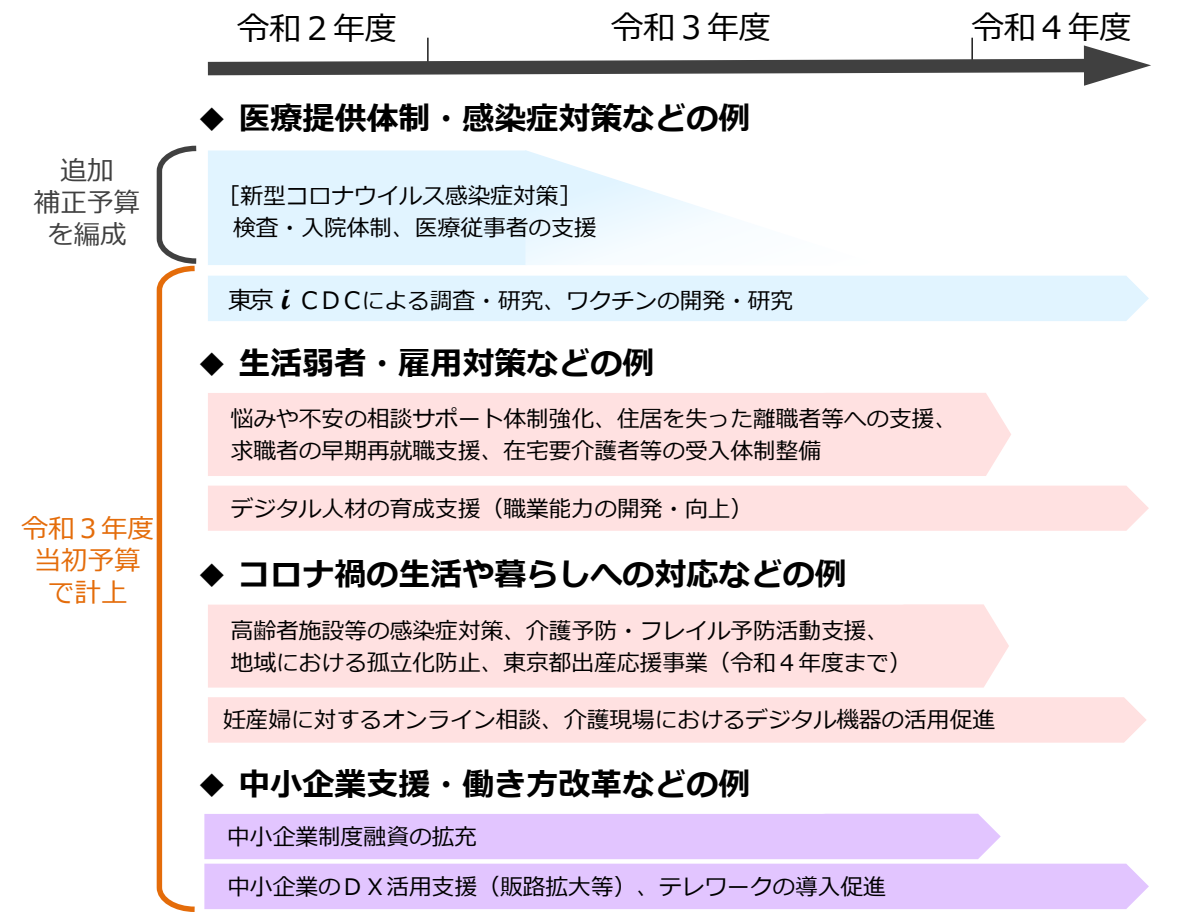 令和２年度
令和３年度
令和４年度
◆ 医療提供体制・感染症対策などの例
追加
補正予算
を編成
［新型コロナウイルス感染症対策］
検査・入院体制、医療従事者の支援
東京 i ＣＤＣによる調査・研究、ワクチンの開発・研究
◆ 生活弱者・雇用対策などの例
悩みや不安の相談サポート体制強化、住居を失った離職者等への支援、
求職者の早期再就職支援、在宅要介護者等の受入体制整備
デジタル人材の育成支援（職業能力の開発・向上）
令和３年度
当初予算
で計上
◆ コロナ禍の生活や暮らしへの対応などの例
高齢者施設等の感染症対策、介護予防・フレイル予防活動支援、
地域における孤立化防止、東京都出産応援事業（令和４年度まで）
妊産婦に対するオンライン相談、介護現場におけるデジタル機器の活用促進
◆ 中小企業支援・働き方改革などの例
中小企業制度融資の拡充
中小企業のＤＸ活用支援（販路拡大等）、テレワークの導入促進